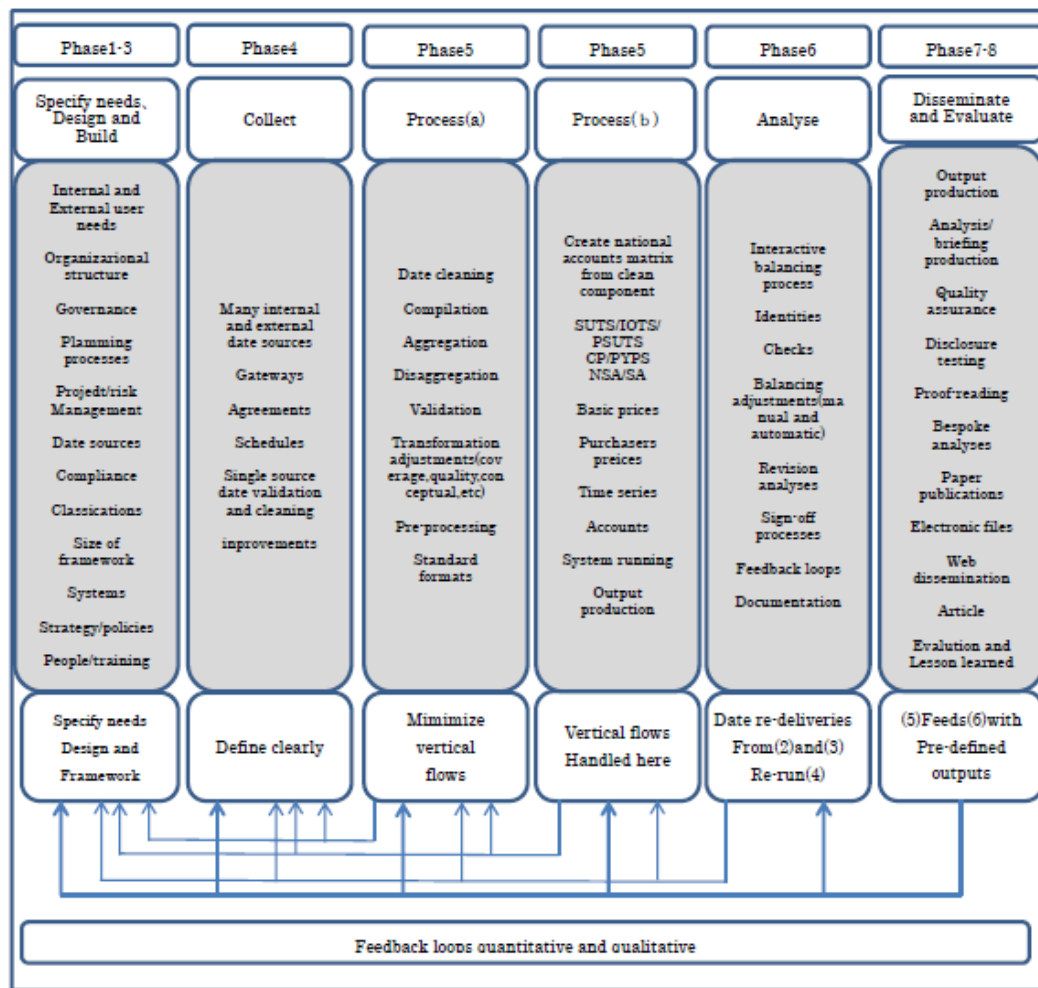 Phase1-3
Phase4
Phase5
Phase5
Phase6
Phase7-8
Specify needs、
Design and
Build
Collect
Process(a)
Process(b)
Analyse
Disseminate
and Evaluate
Internal and
External user
needs
Organizarional
structure
Governance
Plamming
processes
Projedt/risk
Management
Date sources
Compliance
Classications
Size of
framework
Systems
Strategy/policies
People/training
Many internal
and external
date sources
Gateways
Agreements
Schedules
Single source
date validation
and cleaning
inprovements
Date cleaning
Compilation
Aggregation
Disaggregation
Validation
Transformation
adjustments(cov
erage,quality,con
ceptual,etc)
Pre-processing
Standard
formats
Create national
accounts matrix
from clean
component
SUTS/IOTS/
PSUTS
CP/PYPS
NSA/SA
Basic prices
Purchasers
preices
Time series
Accounts
System running
Output
production
Interactive
balancing
process
Identities
Checks
Balancing
adjustments(ma
nual and
automatic)
Revision
analyses
Sign-off
processes
Feedback loops
Documentation
Output
production
Analysis/
briefing
production
Quality
assurance
Disclosure
testing
Proof-reading
Bespoke
analyses
Paper
publications
Electronic files
Web
dissemination
Article
Evalution and
Lesson learned
Specify needs
Design and
Framework
Define clearly
Mimimize
vertical
flows
Vertical flows
Handled here
Date re-deliveries
From(2)and(3)
Re-run(4)
(5)Feeds(6)with
Pre-defined
outputs
Feedback loops quantitative and qualitative